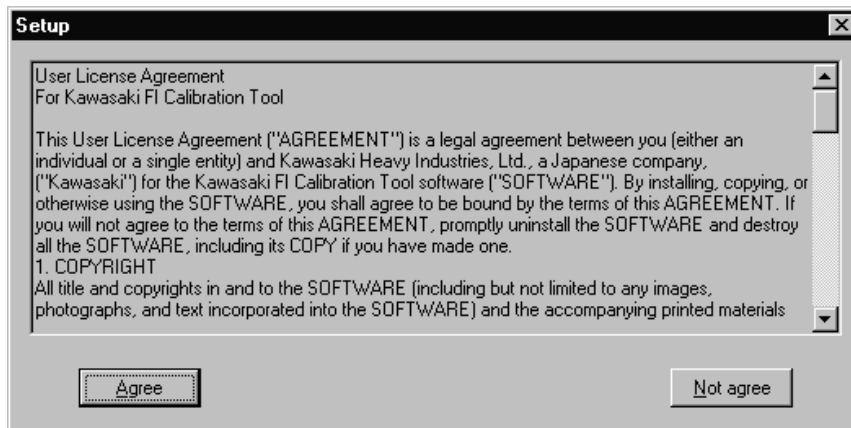 Setup
User License Agreement
For Kawasaki FI Calibration Tool
This User License Agreement ("AGREEMENT") is a legal agreement between you (either an
individual or a single entity) and Kawasaki Heavy Industries, Ltd., a Japanese company,
("Kawasaki") for the Kawasaki FI Calibration Tool software ("SOFTWARE"). By installing, copying, or
otherwise using the SOFTWARE, you shall agree to be bound by the terms of this AGREEMENT. If
you will not agree to the terms of this AGREEMENT, promptly uninstall the SOFTWARE and destroy
all the SOFTWARE, including its COPY if you have made one.
1. COPYRIGHT
All title and copyrights in and to the SOFTWARE (including but not limited to any images,
photographs, and text incorporated into the SOFTWARE) and the accompanying printed materials
Agree
Not agree